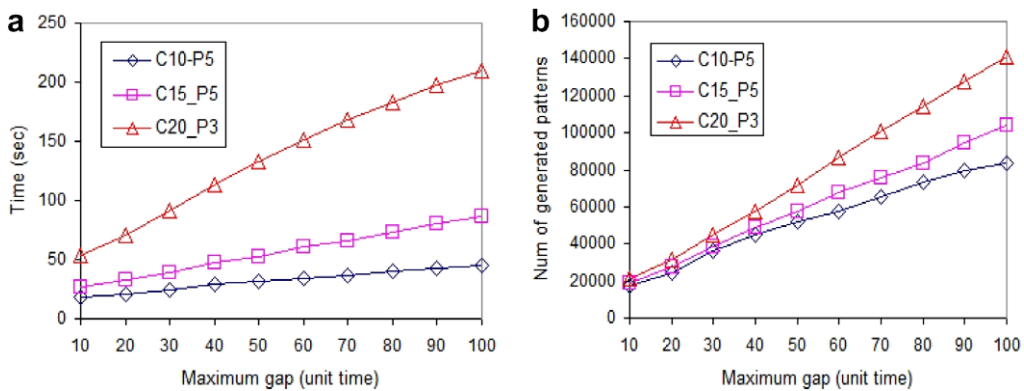 a
250
200
150
100
50
0
Time (sec)
C10-P5
C15_P5
C20_P3
10 20 30 40 50 60 70 80 90 100
Maximum gap (unit time)
b
160000
140000
120000
100000
80000
60000
40000
20000
0
Num of generated patterns
C10-P5
C15_P5
C20_P3
10 20 30 40 50 60 70 80 90 100
Maximum gap (unit time)